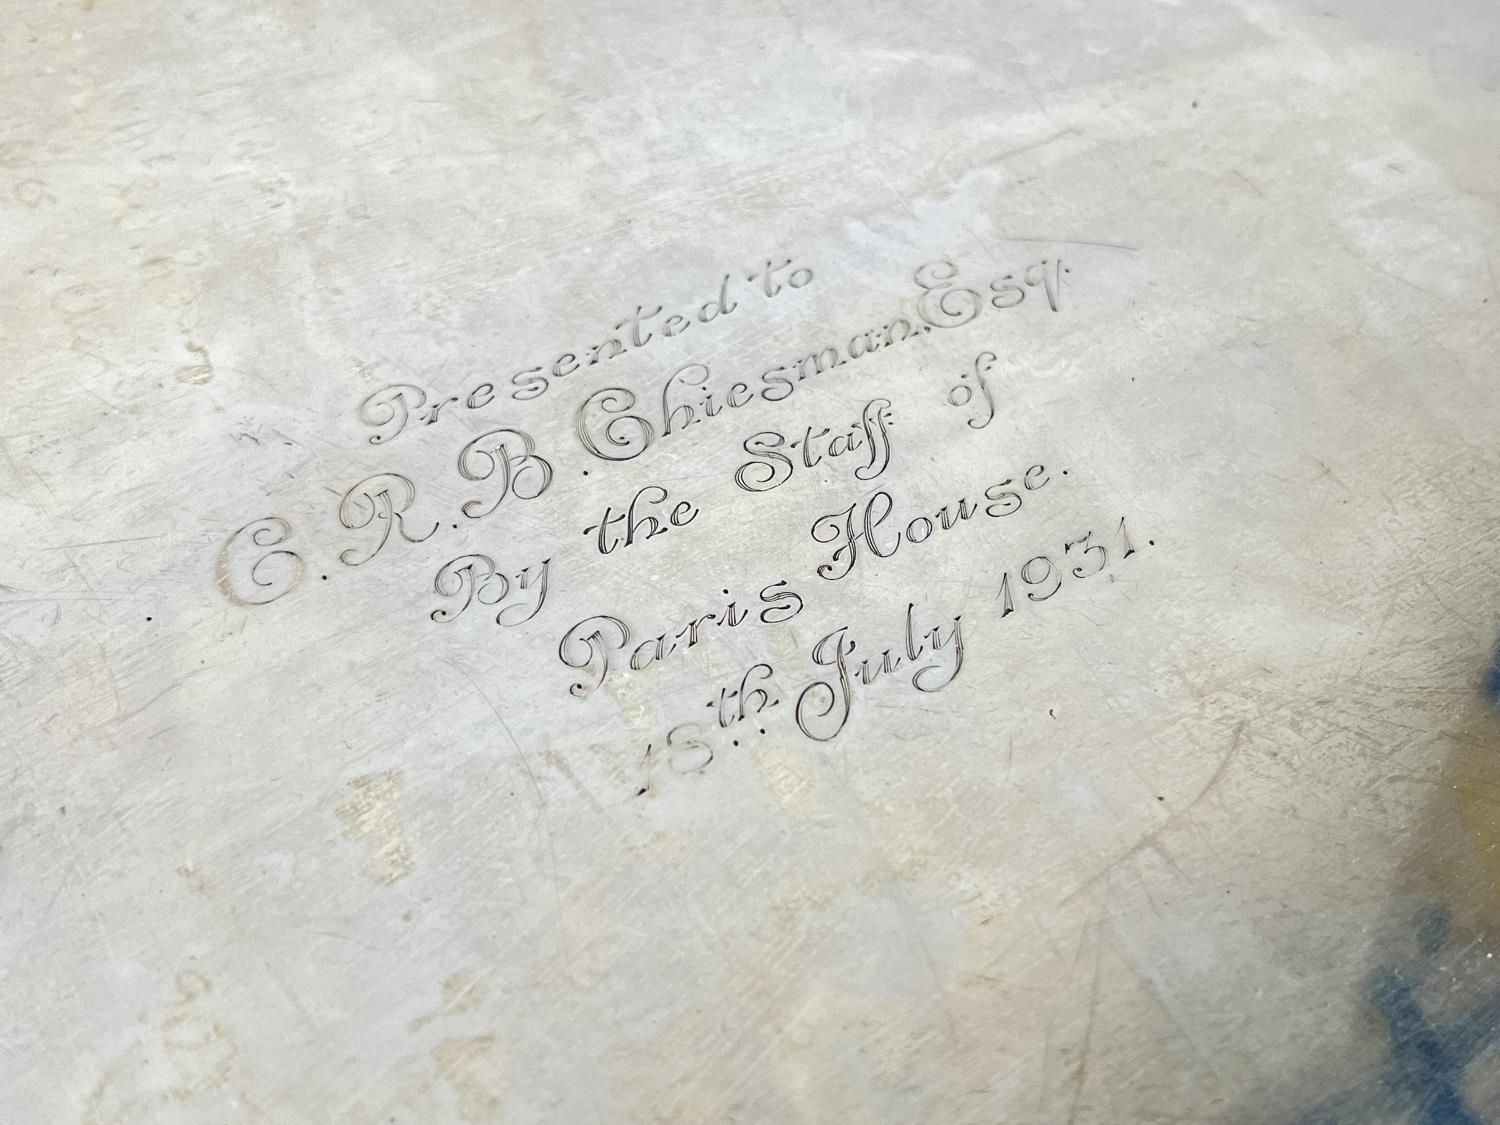 Presented to
C. R. B. Chiesman, Esq.
By the Staff of
Paris House.
18th July 1931.